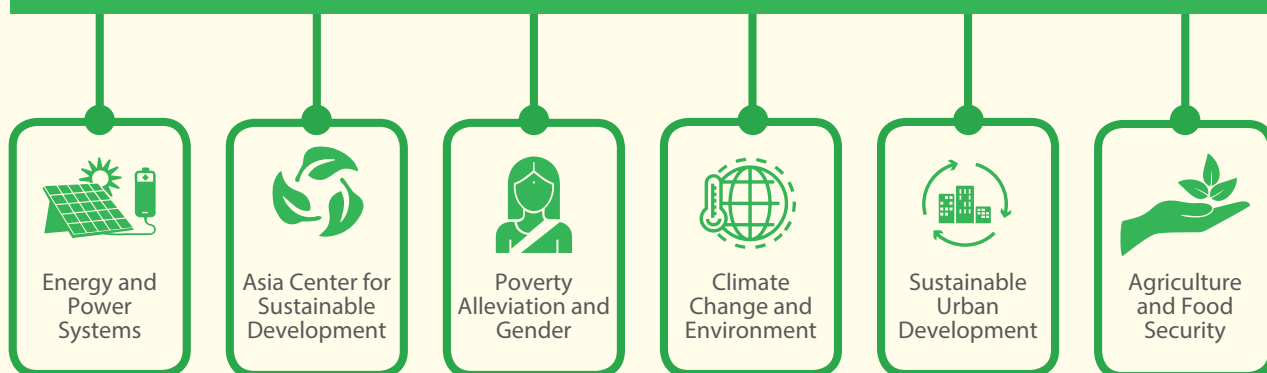 Energy and
Power
Systems
Asia Center for
Sustainable
Development
Poverty
Alleviation and
Gender
Climate
Change and
Environment
Sustainable
Urban
Development
Agriculture
and Food
Security